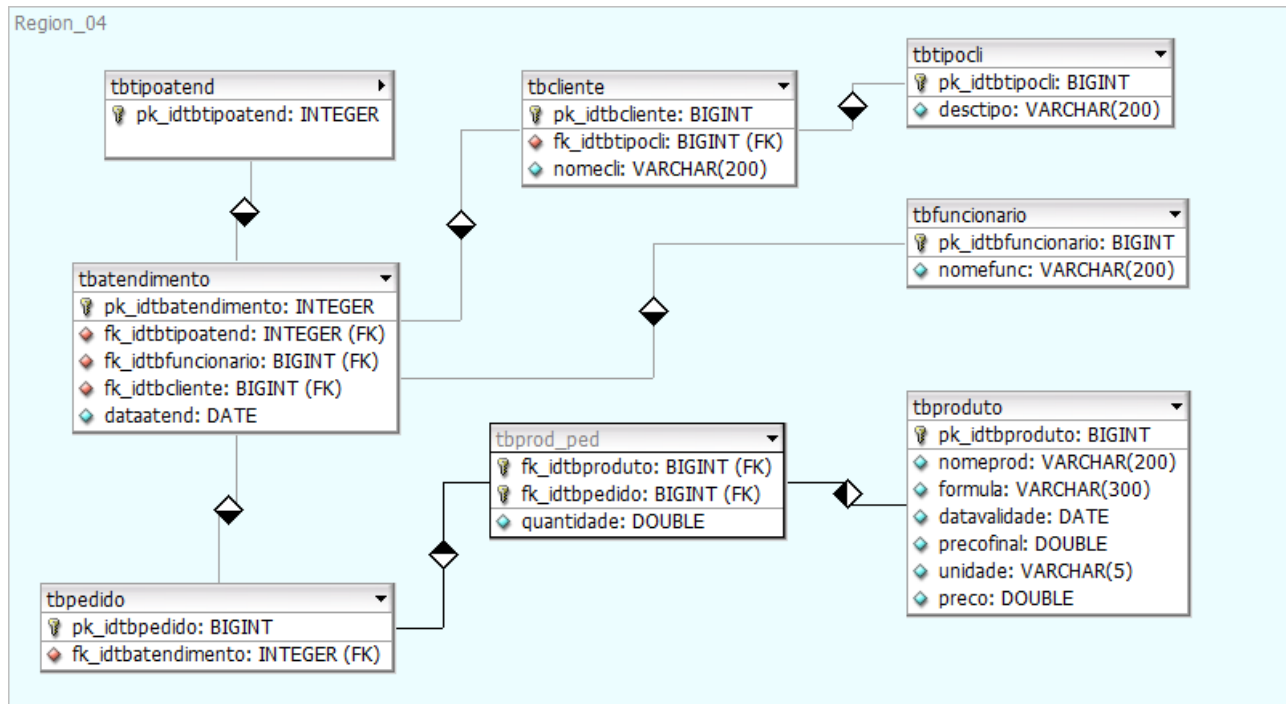 Region_04
tbtipoatend
pk_idtbtipoatend: INTEGER
tbcliente
pk_idtbcliente: BIGINT
fk_idtbtipocli: BIGINT (FK)
nomecli: VARCHAR(200)
tbtipocli
pk_idtbtipocli: BIGINT
desctipo: VARCHAR(200)
tbfuncionario
pk_idtbfuncionario: BIGINT
nomefunc: VARCHAR(200)
tbatendimento
pk_idtbatendimento: INTEGER
fk_idtbtipoatend: INTEGER (FK)
fk_idtbfuncionario: BIGINT (FK)
fk_idtbcliente: BIGINT (FK)
dataatend: DATE
tbprod_ped
fk_idtbproduto: BIGINT (FK)
fk_idtbpedido: BIGINT (FK)
quantidade: DOUBLE
tbproduto
pk_idtbproduto: BIGINT
nomeprod: VARCHAR(200)
formula: VARCHAR(300)
datavalidade: DATE
precofinal: DOUBLE
unidade: VARCHAR(5)
preco: DOUBLE
tbpedido
pk_idtbpedido: BIGINT
fk_idtbatendimento: INTEGER (FK)